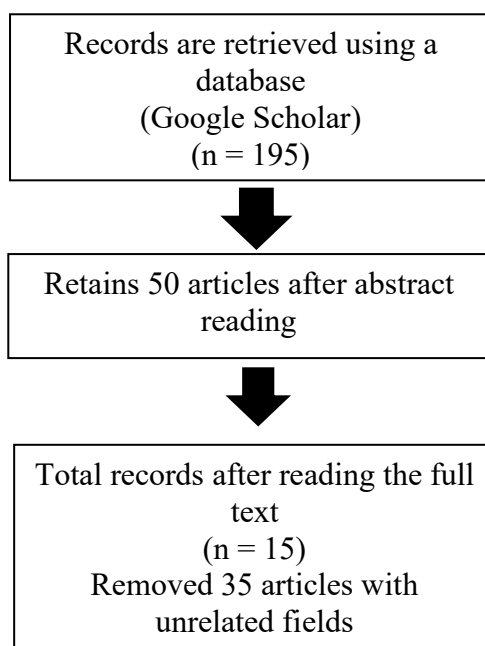 Records are retrieved using a
database
(Google Scholar)
(n = 195)
Retains 50 articles after abstract
reading
Total records after reading the full
text
(n = 15)
Removed 35 articles with
unrelated fields